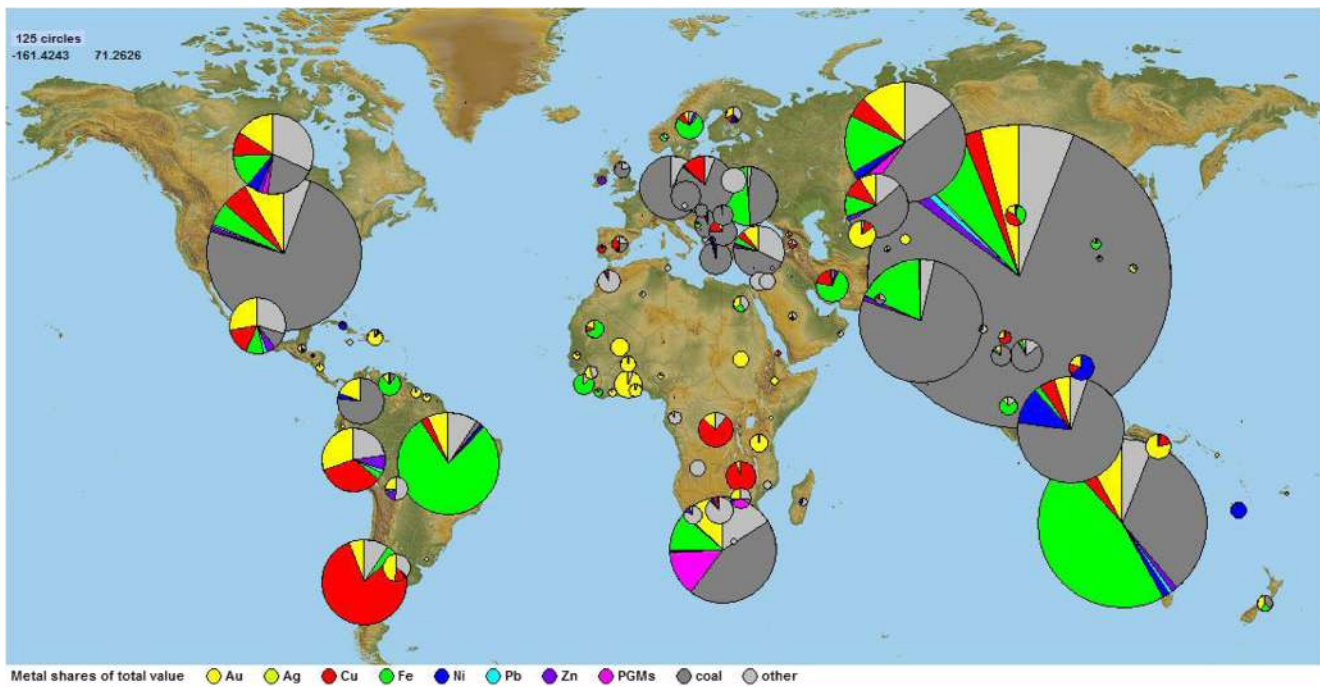 125 circles
-161.4243 71.2626
Metal shares of total value Au Ag Cu Fe Ni Pb Zn PGMs coal other